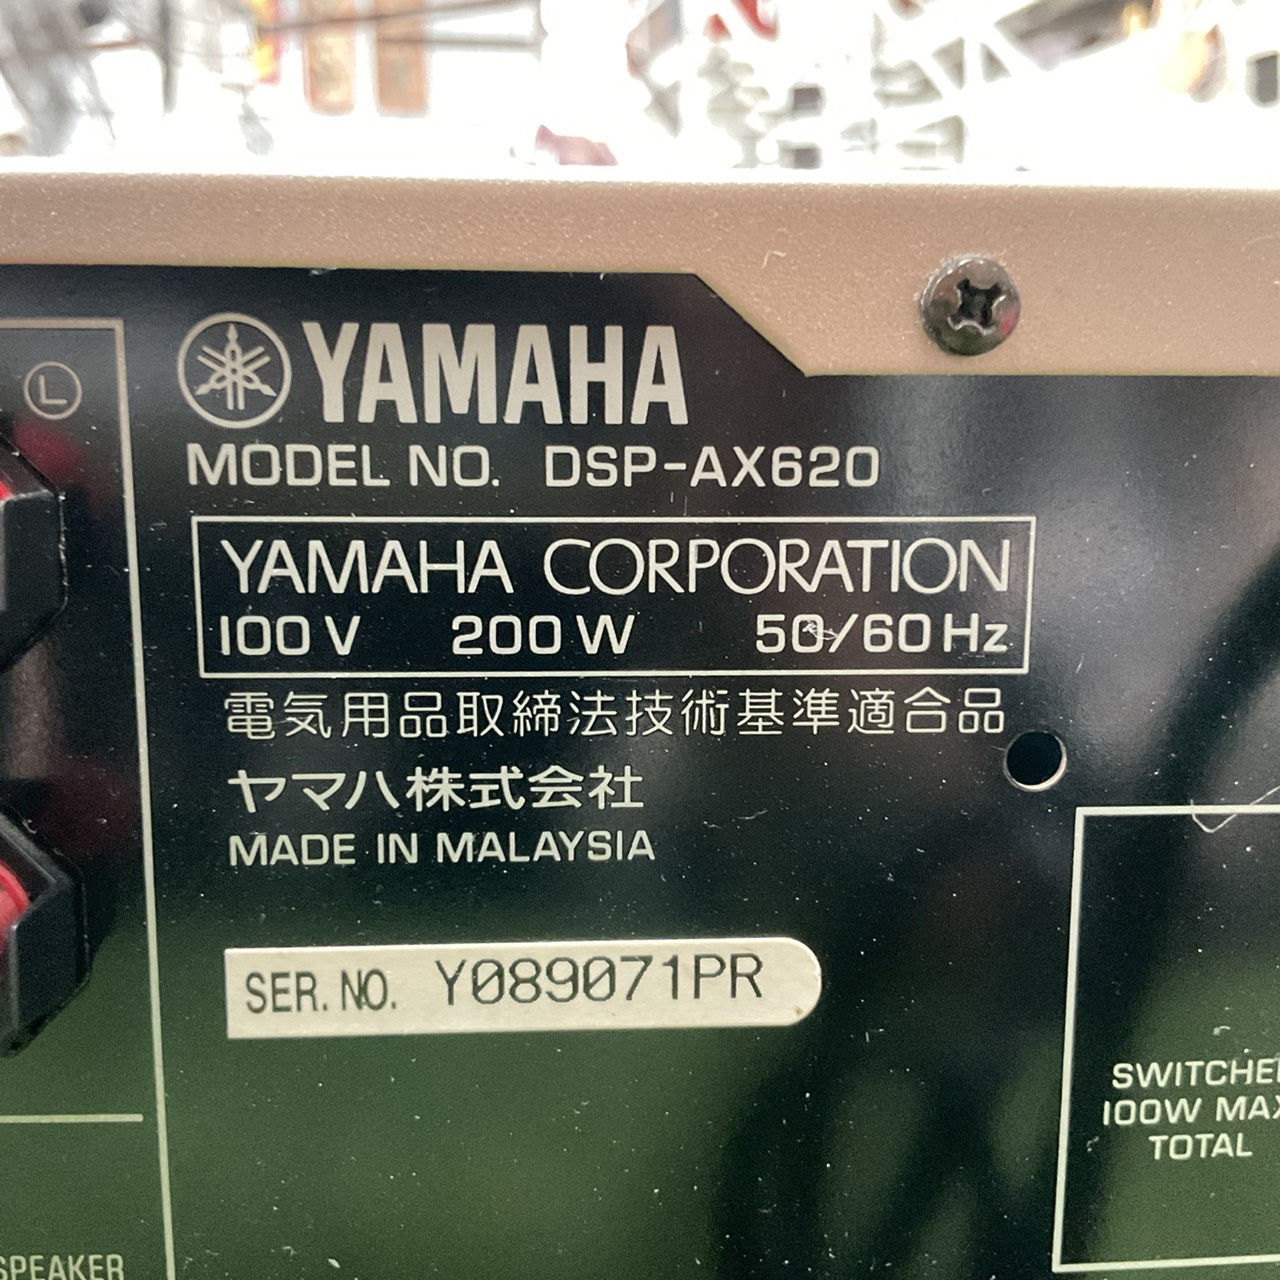 L
YAMAHA
MODEL NO. DSP-AX620
YAMAHA CORPORATION
100 V 200 W 50/60 Hz
電気用品取締法技術基準適合品
ヤマハ株式会社
MADE IN MALAYSIA
SER. NO. Y089071PR
SWITCHE
100W MAX
TOTAL
SPEAKER